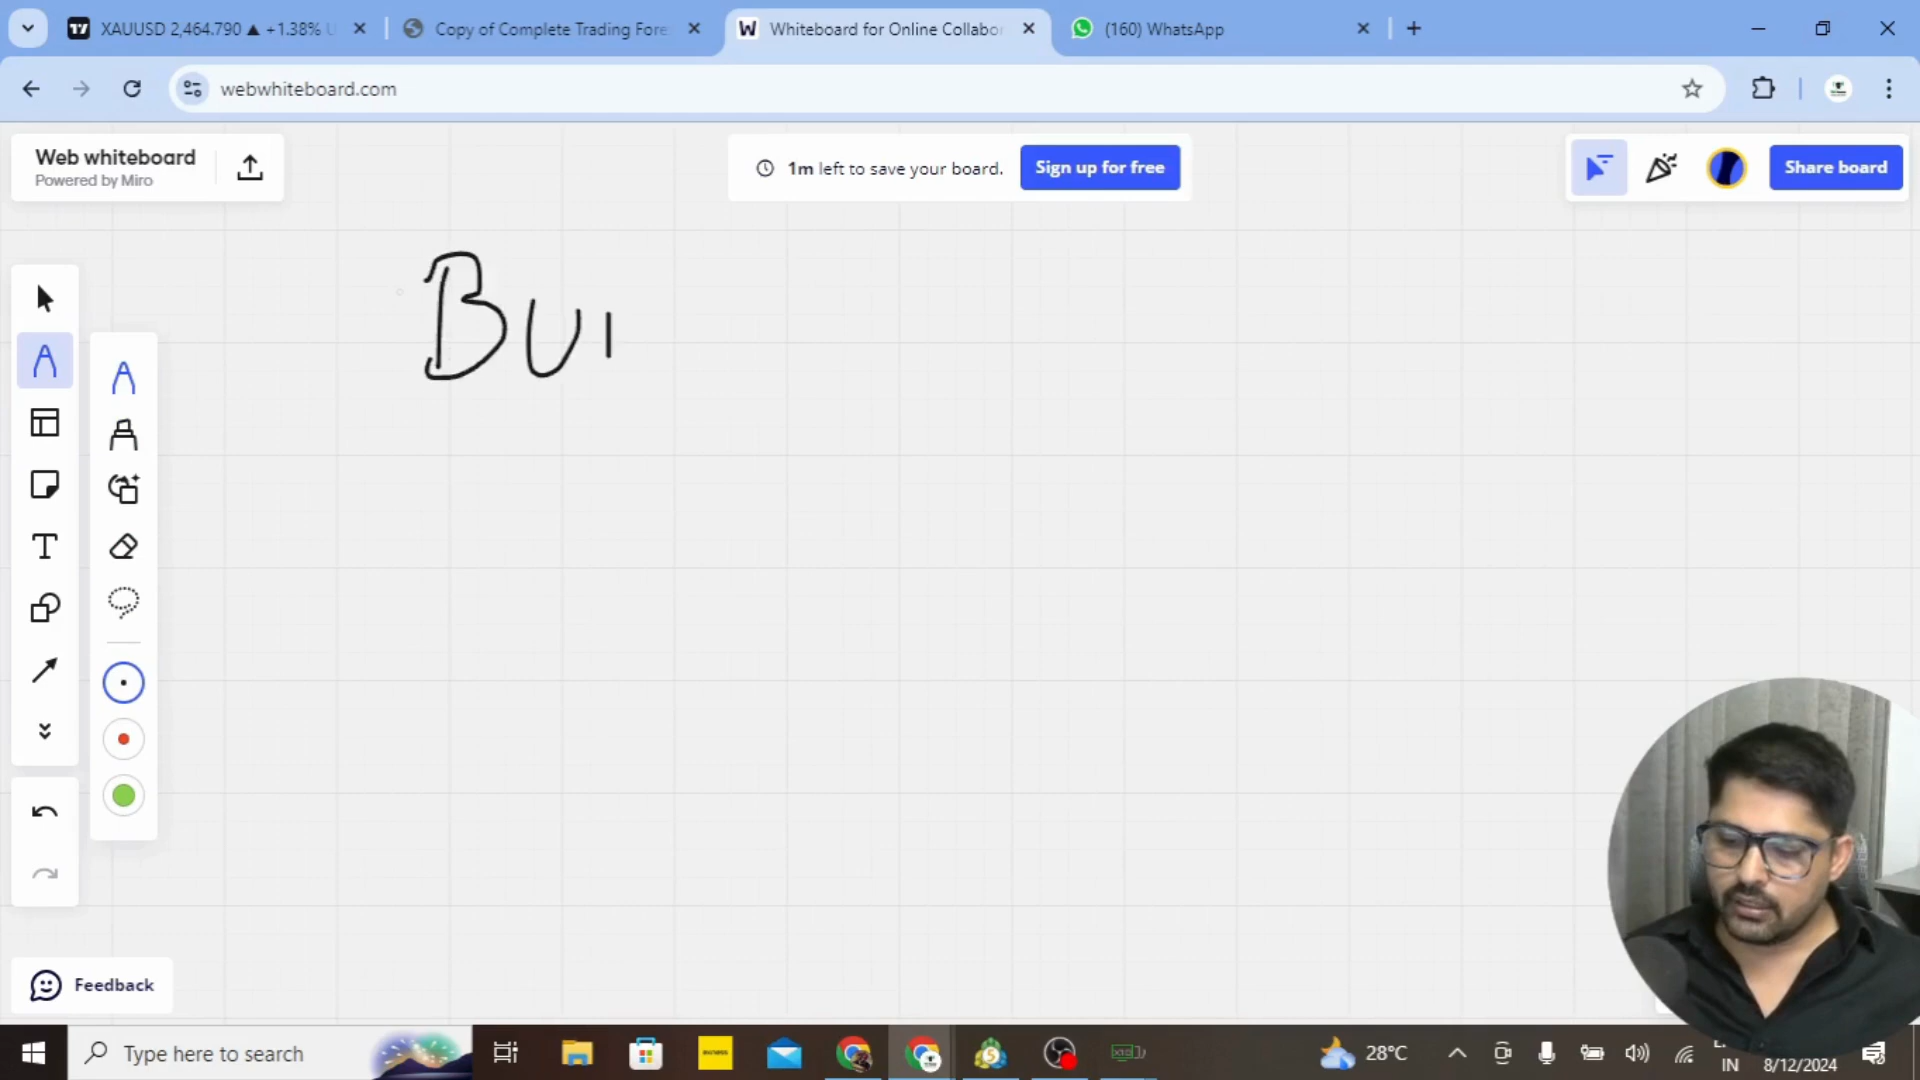 XAUUSD 2,464.790 ▲ +1.38% U
Copy of Complete Trading Fore
Whiteboard for Online Collabor
(160) WhatsApp
webwhiteboard.com
Web whiteboard
Powered by Miro
1m left to save your board.
Sign up for free
Share board
Bui
Feedback
Type here to search
28°C
IN
8/12/2024